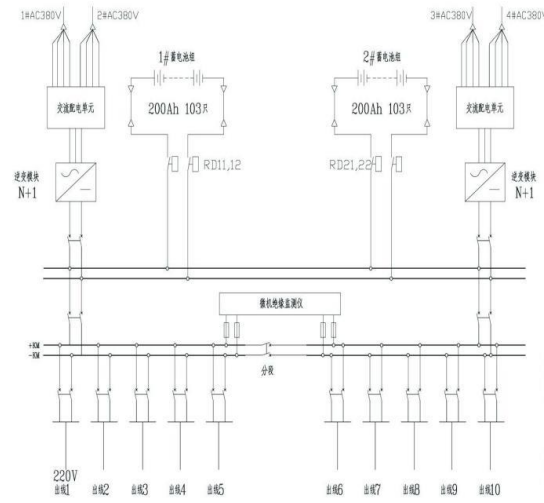 1#AC380V
2#AC380V
3#AC380V
4#AC380V
1#蓄电池组
2#蓄电池组
交流配电单元
200Ah 103只
200Ah 103只
交流配电单元
逆变模块
N+1
RD11,12
RD21,22
逆变模块
N+1
微机绝缘监测仪
+KM
-KM
分段
220V
出线1
出线2
出线3
出线4
出线5
出线6
出线7
出线8
出线9
出线10